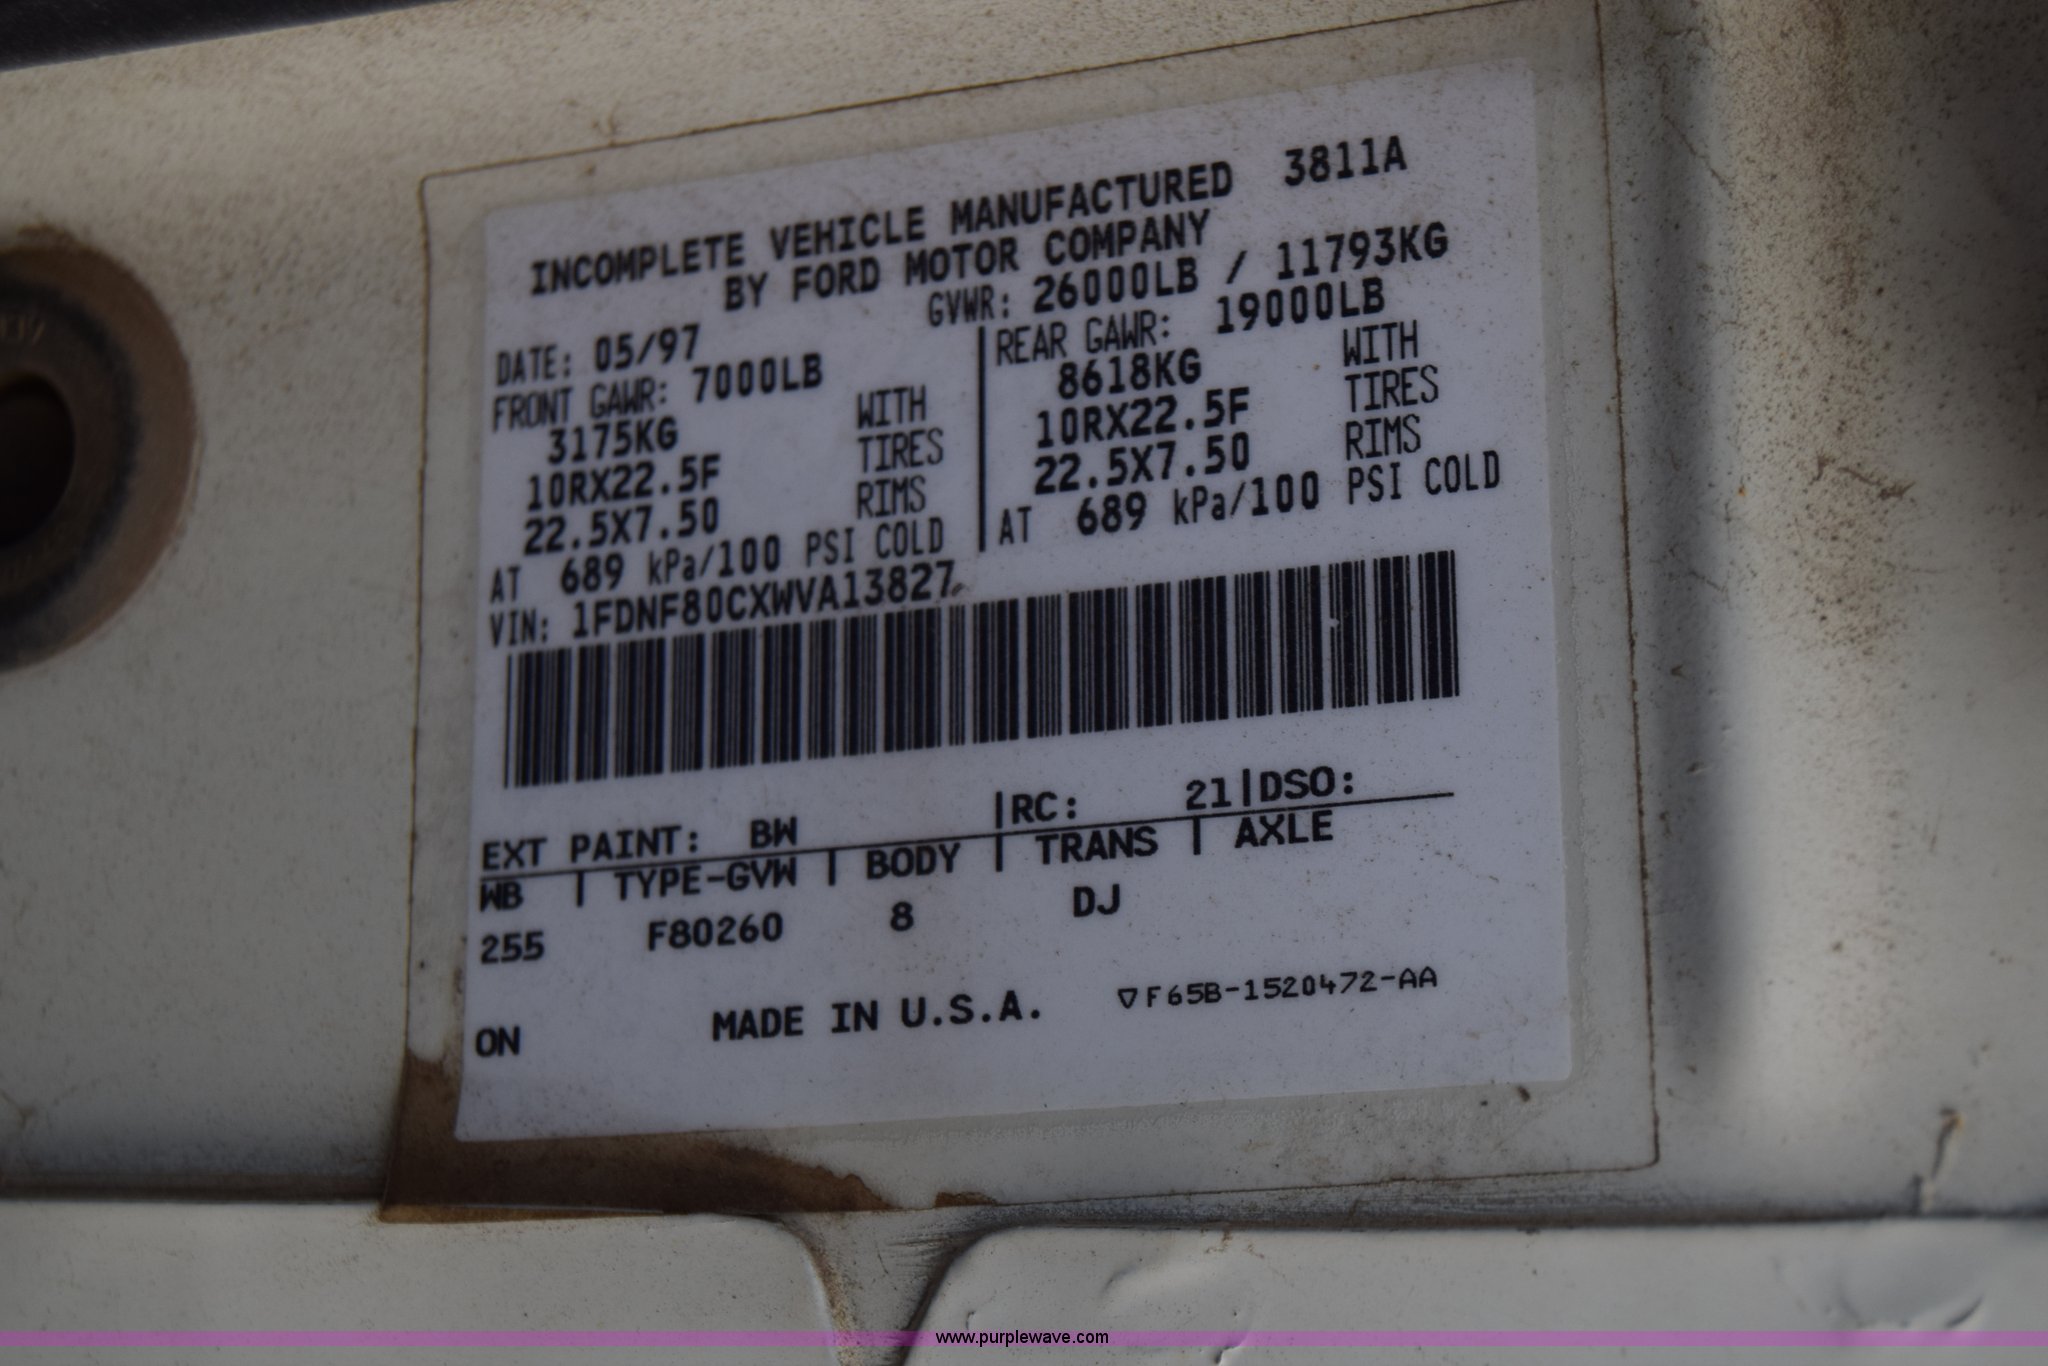 INCOMPLETE VEHICLE MANUFACTURED 3811A
BY FORD MOTOR COMPANY
GVWR: 26000LB / 11793KG
DATE: 05/97
FRONT GAWR: 7000LB
3175KG WITH
10RX22.5F TIRES
22.5X7.50 RIMS
AT 689 kPa/100 PSI COLD
REAR GAWR: 19000LB
8618KG WITH
10RX22.5F TIRES
22.5X7.50 RIMS
AT 689 kPa/100 PSI COLD
VIN: 1FDNF80CXWVA13827
EXT PAINT: BW |RC: 21|DSO:
WB | TYPE-GVW | BODY | TRANS | AXLE
255 F80260 8 DJ
ON MADE IN U.S.A. ▽F65B-1520472-AA
www.purplewave.com